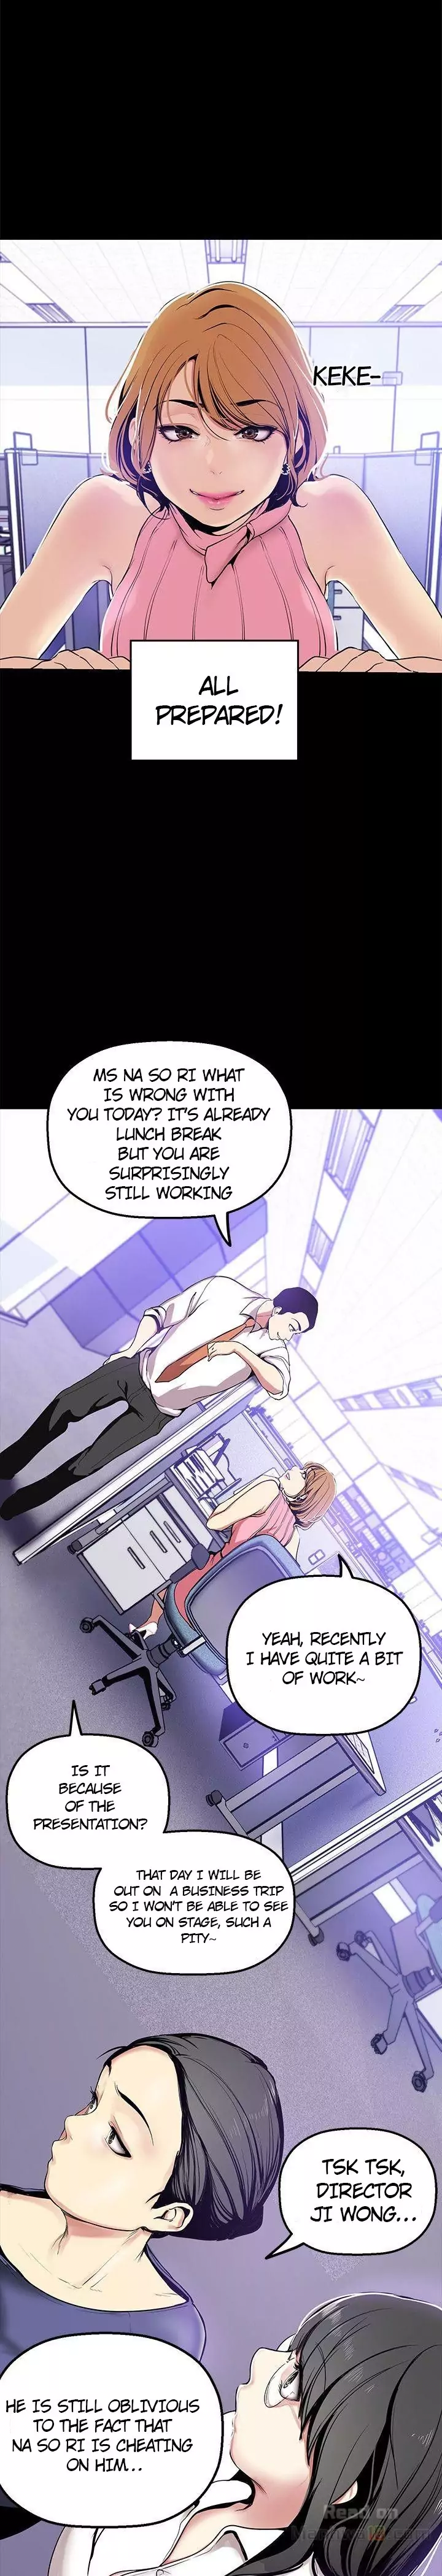 KEKE-
ALL
PREPARED!
MS NA SO RI WHAT
IS WRONG WITH
YOU TODAY? IT'S ALREADY
LUNCH BREAK
BUT YOU ARE
SURPRISINGLY
STILL WORKING
YEAH, RECENTLY
I HAVE QUITE A BIT
OF WORK~
IS IT
BECAUSE
OF THE
PRESENTATION?
THAT DAY I WILL BE
OUT ON A BUSINESS TRIP
SO I WON'T BE ABLE TO SEE
YOU ON STAGE, SUCH A
PITY~
TSK TSK,
DIRECTOR
JI WONG...
HE IS STILL OBLIVIOUS
TO THE FACT THAT
NA SO RI IS CHEATING
ON HIM...
Read on